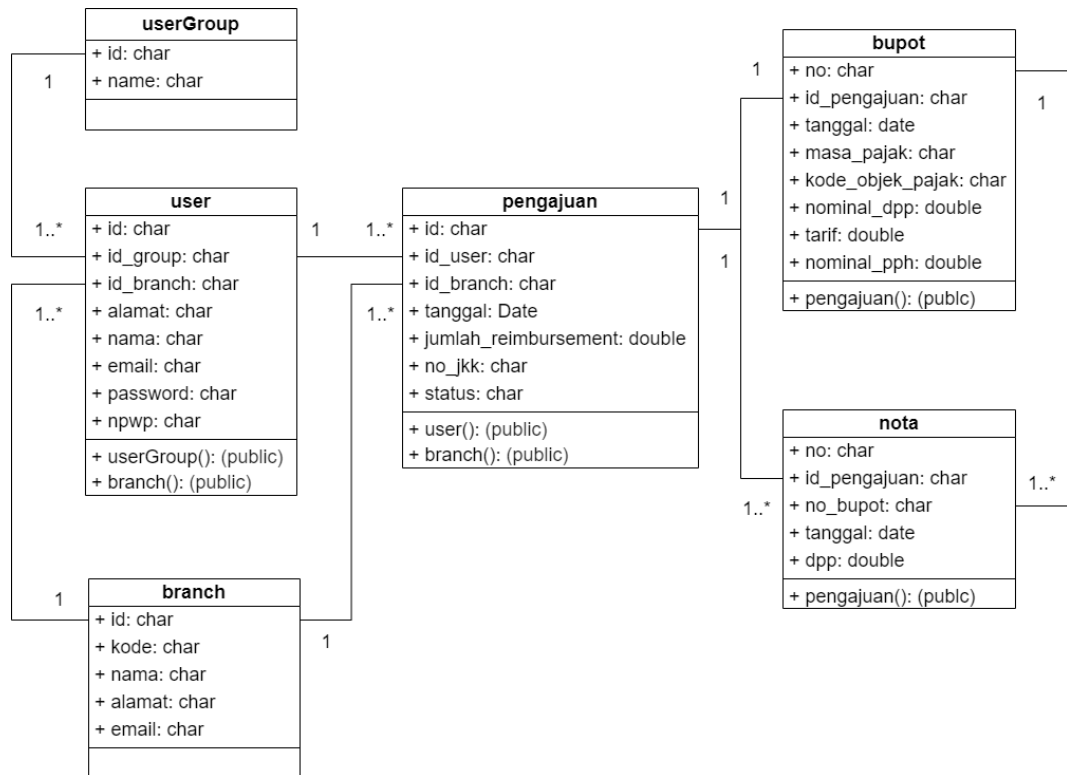 userGroup
+ id: char
+ name: char
1
1..*
user
+ id: char
+ id_group: char
+ id_branch: char
+ alamat: char
+ nama: char
+ email: char
+ password: char
+ npwp: char
+ userGroup(): (public)
+ branch(): (public)
1..*
1
1
1..*
pengajuan
+ id: char
+ id_user: char
+ id_branch: char
+ tanggal: Date
+ jumlah_reimbursement: double
+ no_jkk: char
+ status: char
+ user(): (public)
+ branch(): (public)
1..*
1
branch
+ id: char
+ kode: char
+ nama: char
+ alamat: char
+ email: char
1
1
1
1..*
bupot
+ no: char
+ id_pengajuan: char
+ tanggal: date
+ masa_pajak: char
+ kode_objek_pajak: char
+ nominal_dpp: double
+ tarif: double
+ nominal_pph: double
+ pengajuan(): (publc)
1
1..*
nota
+ no: char
+ id_pengajuan: char
+ no_bupot: char
+ tanggal: date
+ dpp: double
+ pengajuan(): (publc)